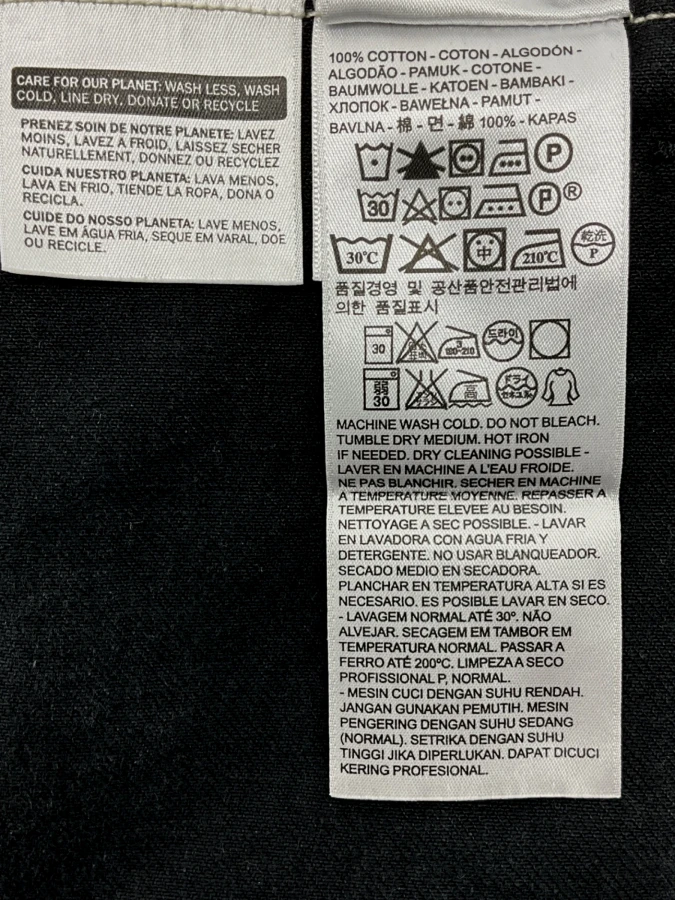 CARE FOR OUR PLANET: WASH LESS, WASH
COLD, LINE DRY, DONATE OR RECYCLE
PRENEZ SOIN DE NOTRE PLANETE: LAVEZ
MOINS, LAVEZ A FROID, LAISSEZ SECHER
NATURELLEMENT, DONNEZ OU RECYCLEZ
CUIDA NUESTRO PLANETA: LAVA MENOS,
LAVA EN FRIO, TIENDE LA ROPA, DONA O
RECICLA.
CUIDE DO NOSSO PLANETA: LAVE MENOS,
LAVE EM ÁGUA FRIA, SEQUE EM VARAL, DOE
OU RECICLE.
100% COTTON - COTON - ALGODÓN -
ALGODÃO - PAMUK - COTONE -
BAUMWOLLE - KATOEN - BAMBAKI -
ХЛОПОК - BAWEŁNA - PAMUT -
BAVLNA - 棉 - 면 - 綿 100% - KAPAS
P
30 P ®
30°C 中 210°C 乾洗 P
품질경영 및 공산품안전관리법에
의한 품질표시
30 3 180-210 드라이
30 高 ドライ
MACHINE WASH COLD. DO NOT BLEACH.
TUMBLE DRY MEDIUM. HOT IRON
IF NEEDED. DRY CLEANING POSSIBLE -
LAVER EN MACHINE A L'EAU FROIDE.
NE PAS BLANCHIR. SECHER EN MACHINE
A TEMPERATURE MOYENNE. REPASSER A
TEMPERATURE ELEVEE AU BESOIN.
NETTOYAGE A SEC POSSIBLE. - LAVAR
EN LAVADORA CON AGUA FRIA Y
DETERGENTE. NO USAR BLANQUEADOR.
SECADO MEDIO EN SECADORA.
PLANCHAR EN TEMPERATURA ALTA SI ES
NECESARIO. ES POSIBLE LAVAR EN SECO.
- LAVAGEM NORMAL ATÉ 30º. NÃO
ALVEJAR. SECAGEM EM TAMBOR EM
TEMPERATURA NORMAL. PASSAR A
FERRO ATÉ 200ºC. LIMPEZA A SECO
PROFISSIONAL P, NORMAL.
- MESIN CUCI DENGAN SUHU RENDAH.
JANGAN GUNAKAN PEMUTIH. MESIN
PENGERING DENGAN SUHU SEDANG
(NORMAL). SETRIKA DENGAN SUHU
TINGGI JIKA DIPERLUKAN. DAPAT DICUCI
KERING PROFESIONAL.